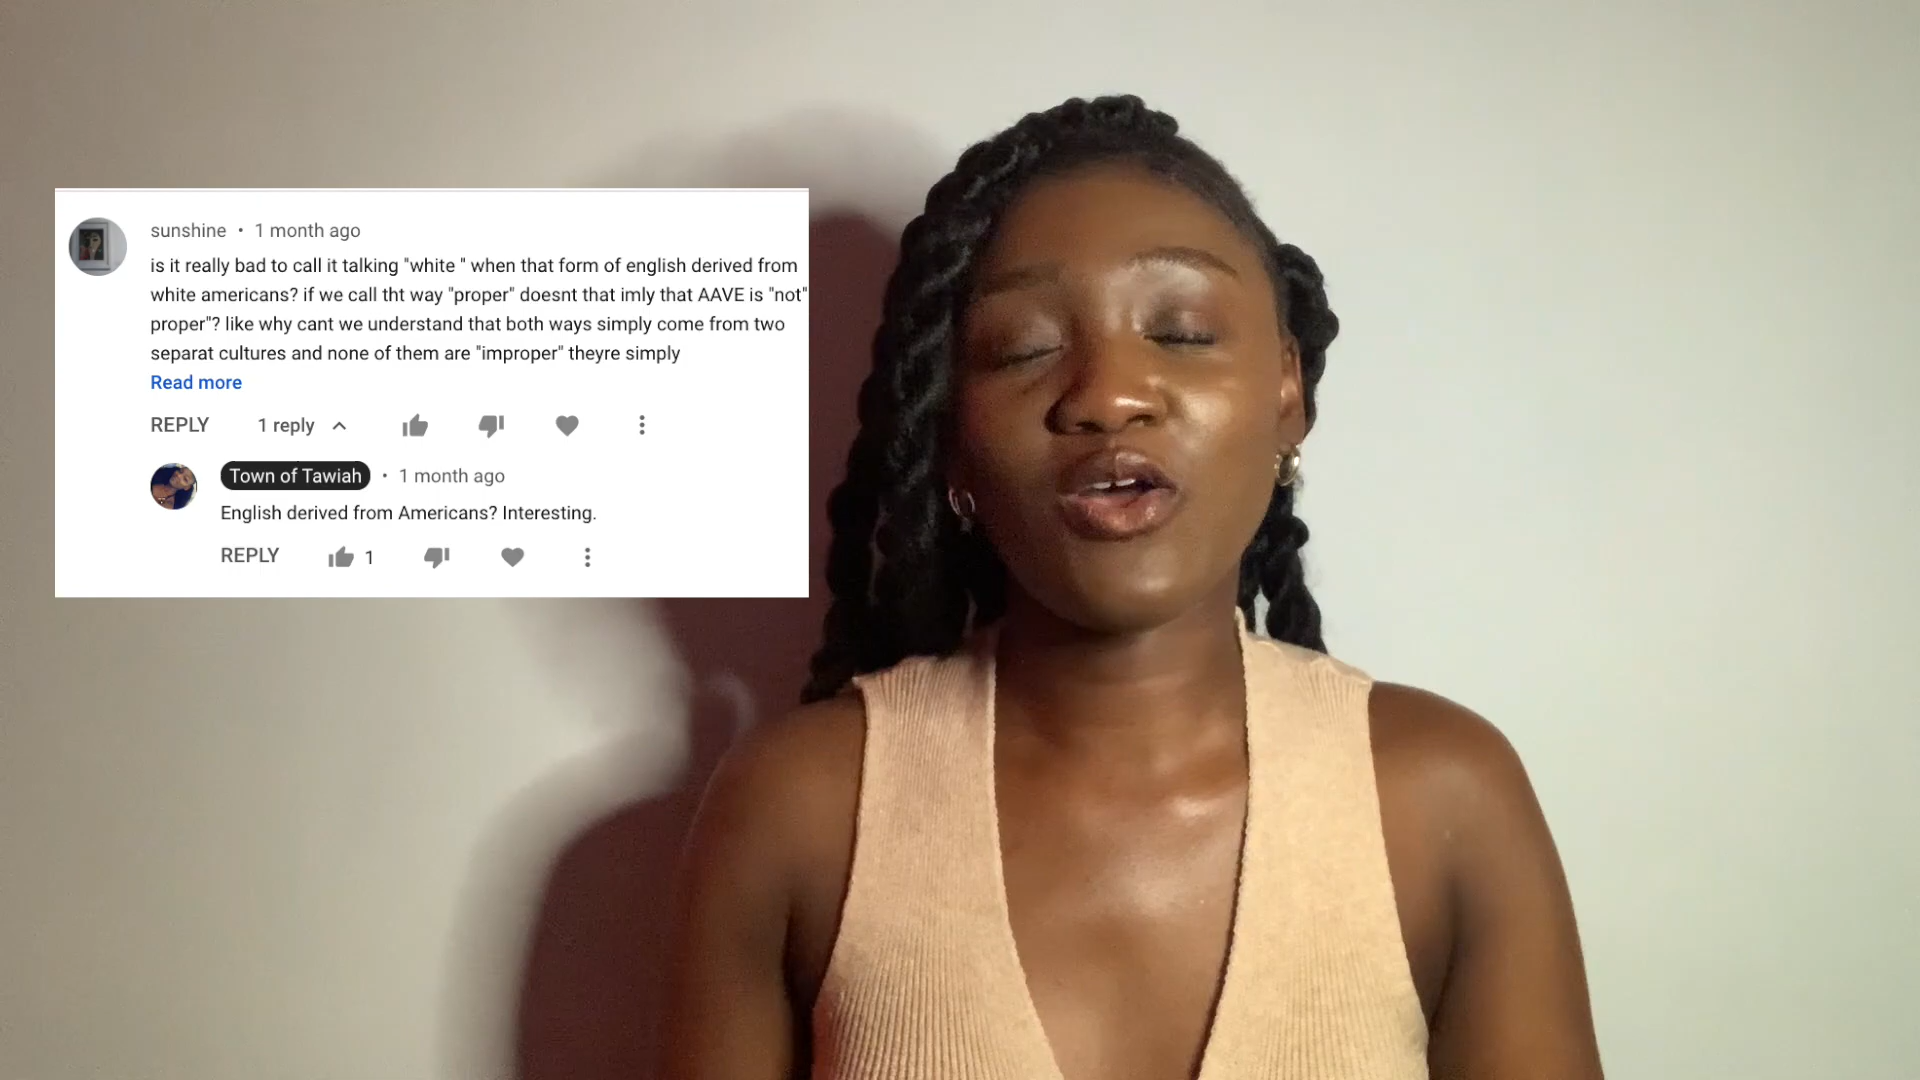 sunshine • 1 month ago
is it really bad to call it talking "white " when that form of english derived from
white americans? if we call tht way "proper" doesnt that imly that AAVE is "not"
proper"? like why cant we understand that both ways simply come from two
separat cultures and none of them are "improper" theyre simply
Read more
REPLY 1 reply
Town of Tawiah • 1 month ago
English derived from Americans? Interesting.
REPLY 1